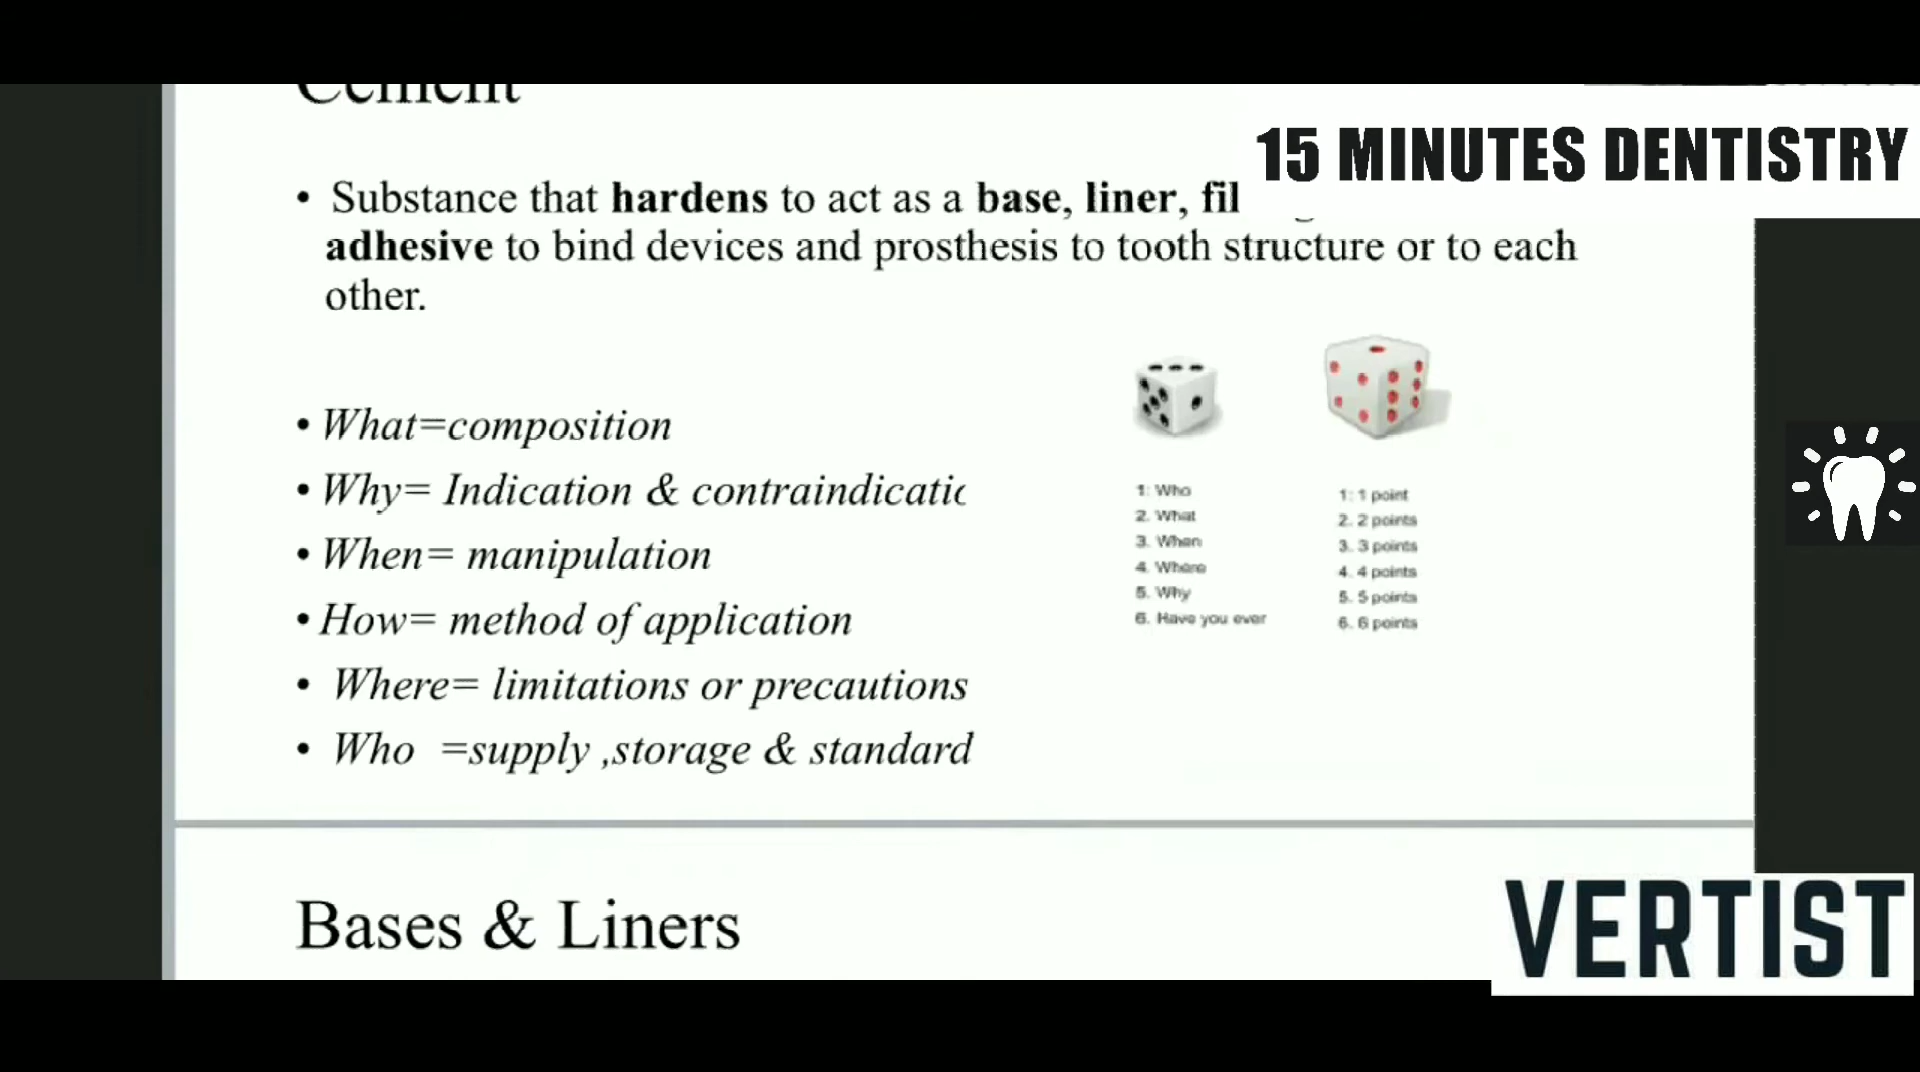 Cement
15 MINUTES DENTISTRY
• Substance that hardens to act as a base, liner, fil
adhesive to bind devices and prosthesis to tooth structure or to each
other.
• What=composition
• Why= Indication & contraindicatic
• When= manipulation
• How= method of application
• Where= limitations or precautions
• Who =supply ,storage & standard
1: Who
2. What
3. When
4. Where
5. Why
6. Have you ever
1: 1 point
2. 2 points
3. 3 points
4. 4 points
5. 5 points
6. 6 points
Bases & Liners
VERTIST